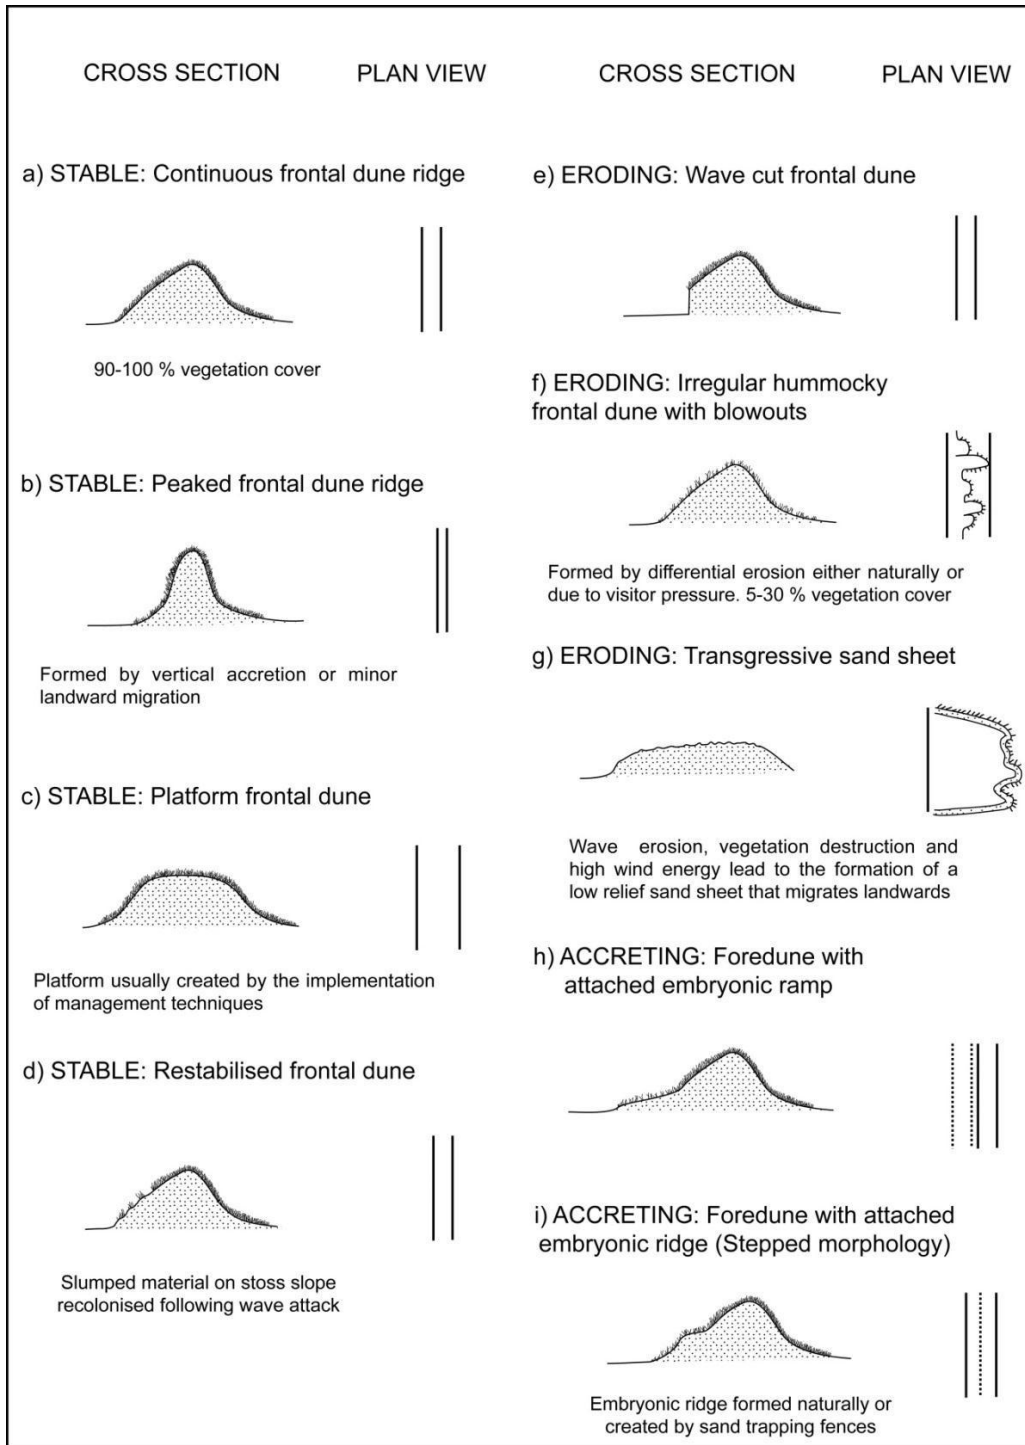 CROSS SECTION PLAN VIEW
a) STABLE: Continuous frontal dune ridge
90-100 % vegetation cover
b) STABLE: Peaked frontal dune ridge
Formed by vertical accretion or minor
landward migration
c) STABLE: Platform frontal dune
Platform usually created by the implementation
of management techniques
d) STABLE: Restabilised frontal dune
Slumped material on stoss slope
recolonised following wave attack
CROSS SECTION PLAN VIEW
e) ERODING: Wave cut frontal dune
f) ERODING: Irregular hummocky
frontal dune with blowouts
Formed by differential erosion either naturally or
due to visitor pressure. 5-30 % vegetation cover
g) ERODING: Transgressive sand sheet
Wave erosion, vegetation destruction and
high wind energy lead to the formation of a
low relief sand sheet that migrates landwards
h) ACCRETING: Foredune with
attached embryonic ramp
i) ACCRETING: Foredune with attached
embryonic ridge (Stepped morphology)
Embryonic ridge formed naturally or
created by sand trapping fences